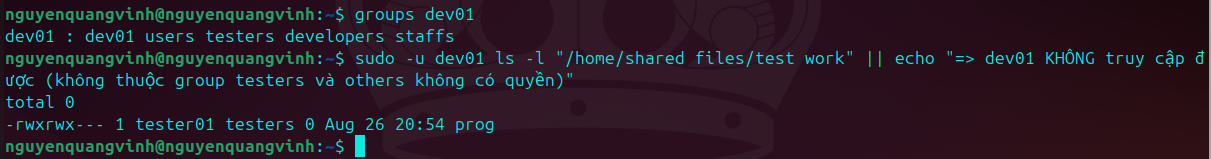 nguyenquangvinh@nguyenquangvinh:~$ groups dev01
dev01 : dev01 users testers developers staffs
nguyenquangvinh@nguyenquangvinh:~$ sudo -u dev01 ls -l "/home/shared files/test work" || echo "=> dev01 KHÔNG truy cập đ
ược (không thuộc group testers và others không có quyền)"
total 0
-rwxrwx--- 1 tester01 testers 0 Aug 26 20:54 prog
nguyenquangvinh@nguyenquangvinh:~$